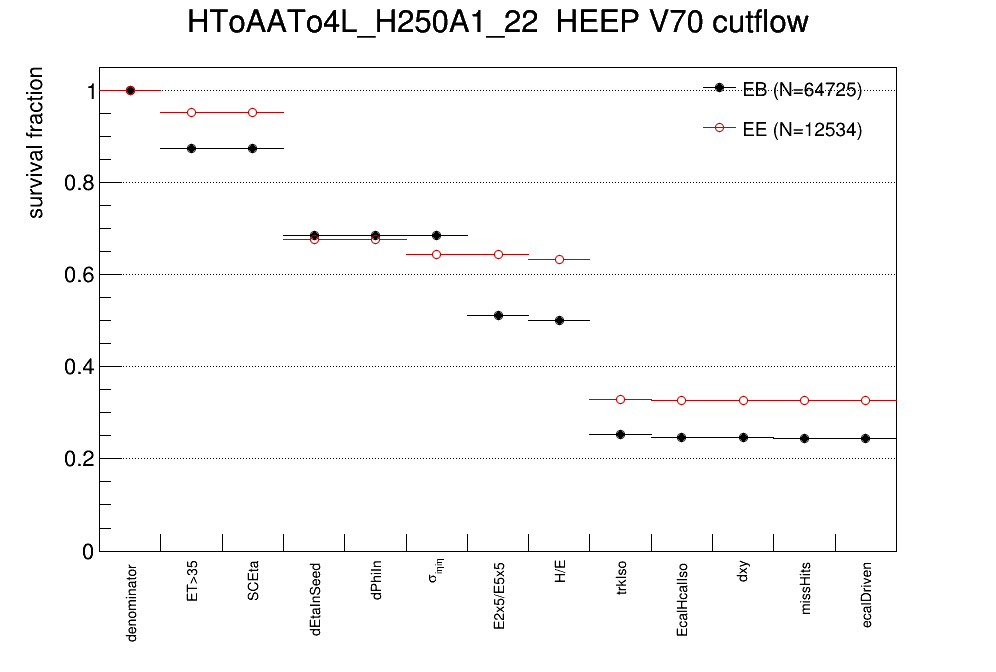 HToAATo4L_H250A1_22  HEEP V70 cutflow
survival fraction
1
0.8
0.6
0.4
0.2
0
EB (N=64725)
EE (N=12534)
denominator
ET>35
SCEta
dEtaInSeed
dPhiIn
σiηiη
E2x5/E5x5
H/E
trkIso
EcalHcalIso
dxy
missHits
ecalDriven